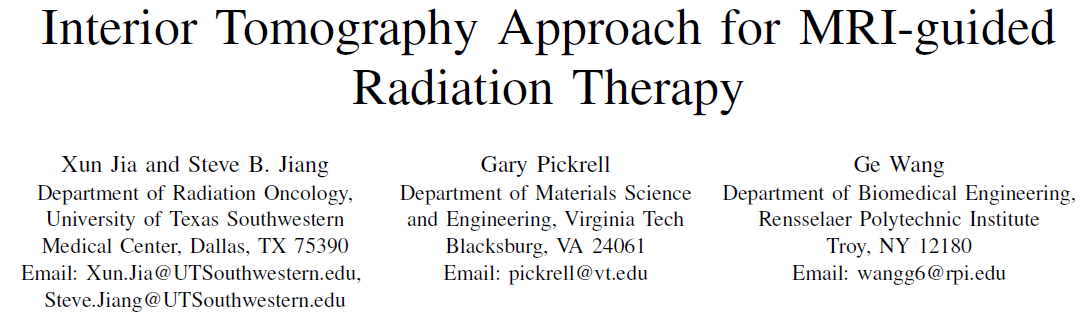 Interior Tomography Approach for MRI-guided
Radiation Therapy
Xun Jia and Steve B. Jiang
Department of Radiation Oncology,
University of Texas Southwestern
Medical Center, Dallas, TX 75390
Email: Xun.Jia@UTSouthwestern.edu,
Steve.Jiang@UTSouthwestern.edu
Gary Pickrell
Department of Materials Science
and Engineering, Virginia Tech
Blacksburg, VA 24061
Email: pickrell@vt.edu
Ge Wang
Department of Biomedical Engineering,
Rensselaer Polytechnic Institute
Troy, NY 12180
Email: wangg6@rpi.edu